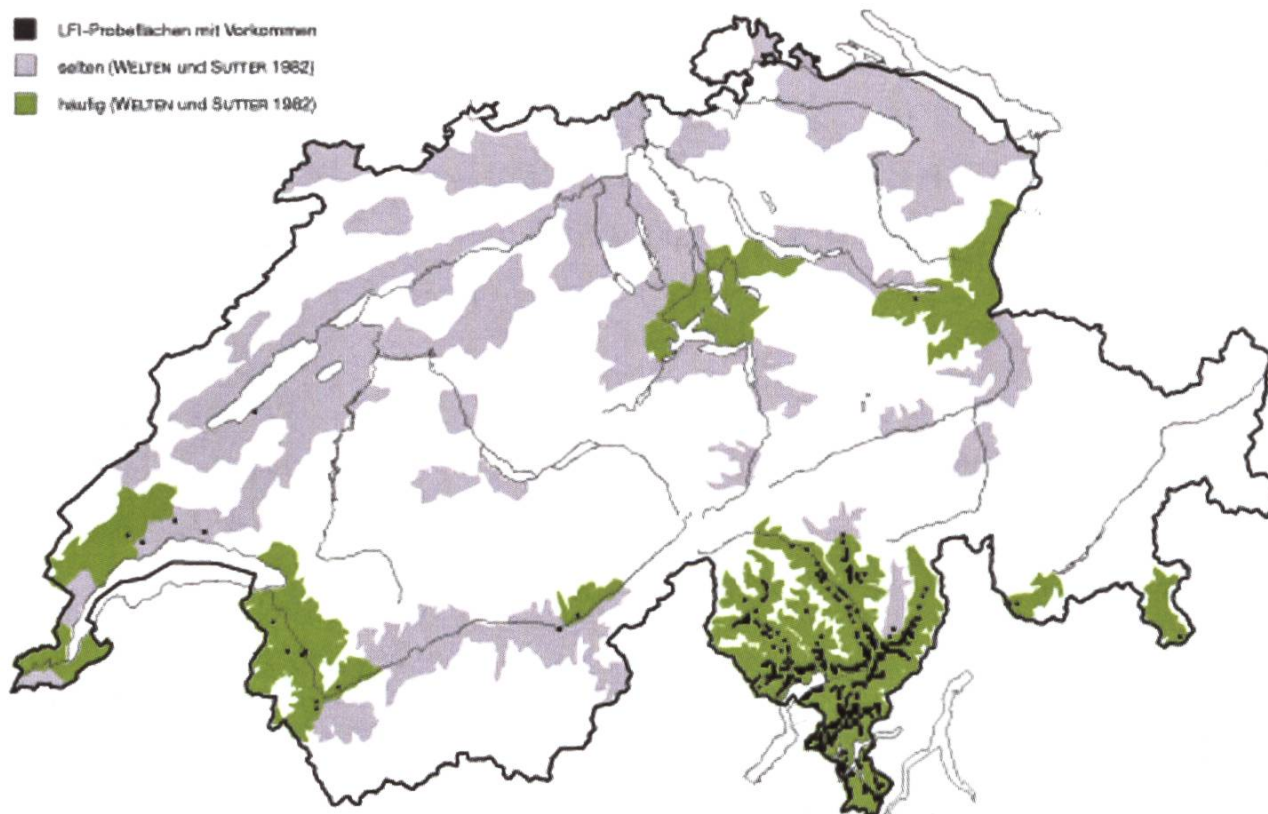 LFI-Probeflächen mit Vorkommen
selten (WELTEN und SUTTER 1982)
häufig (WELTEN und SUTTER 1982)